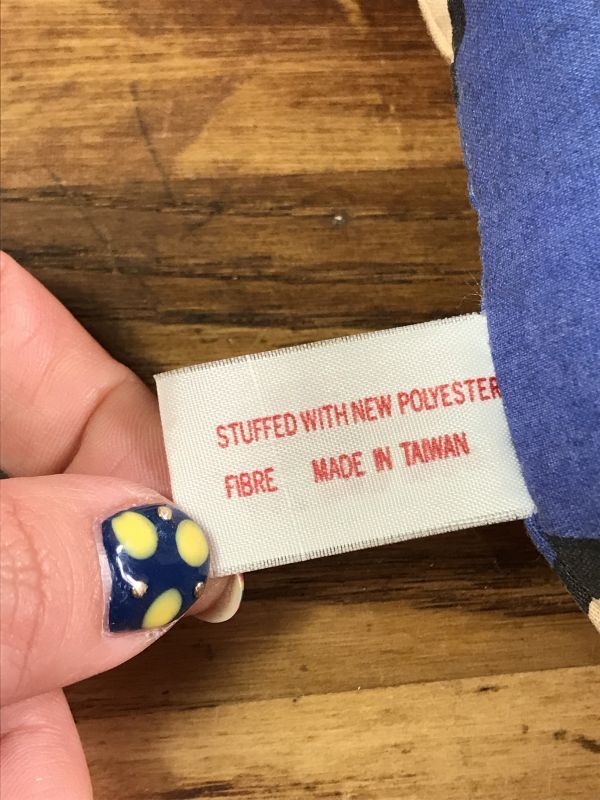 STUFFED WITH NEW POLYESTER
FIBRE MADE IN TAIWAN